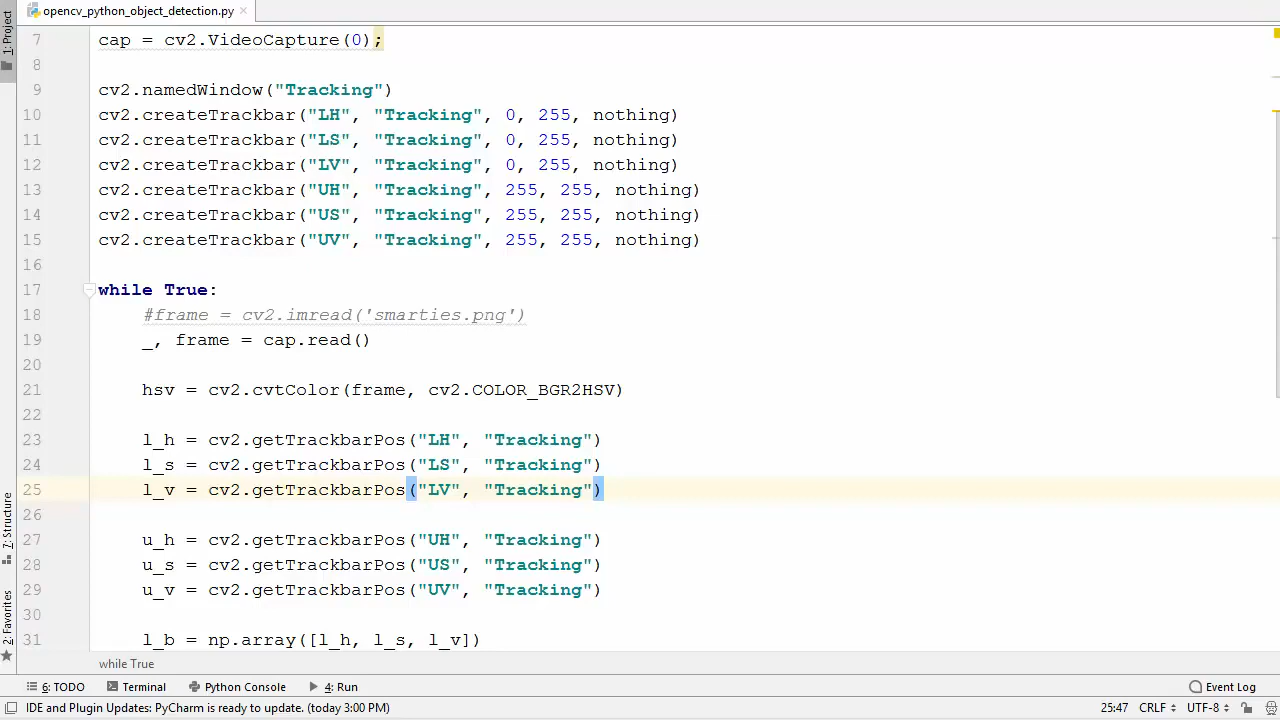 opencv_python_object_detection.py
1: Project
7 cap = cv2.VideoCapture(0);
8
9 cv2.namedWindow("Tracking")
10 cv2.createTrackbar("LH", "Tracking", 0, 255, nothing)
11 cv2.createTrackbar("LS", "Tracking", 0, 255, nothing)
12 cv2.createTrackbar("LV", "Tracking", 0, 255, nothing)
13 cv2.createTrackbar("UH", "Tracking", 255, 255, nothing)
14 cv2.createTrackbar("US", "Tracking", 255, 255, nothing)
15 cv2.createTrackbar("UV", "Tracking", 255, 255, nothing)
16
17 while True:
18 #frame = cv2.imread('smarties.png')
19 _, frame = cap.read()
20
21 hsv = cv2.cvtColor(frame, cv2.COLOR_BGR2HSV)
22
23 l_h = cv2.getTrackbarPos("LH", "Tracking")
24 l_s = cv2.getTrackbarPos("LS", "Tracking")
25 l_v = cv2.getTrackbarPos("LV", "Tracking")
26
27 u_h = cv2.getTrackbarPos("UH", "Tracking")
28 u_s = cv2.getTrackbarPos("US", "Tracking")
29 u_v = cv2.getTrackbarPos("UV", "Tracking")
30
31 l_b = np.array([l_h, l_s, l_v])
7: Structure
2: Favorites
while True
6: TODO Terminal Python Console 4: Run Event Log
IDE and Plugin Updates: PyCharm is ready to update. (today 3:00 PM) 25:47 CRLF UTF-8